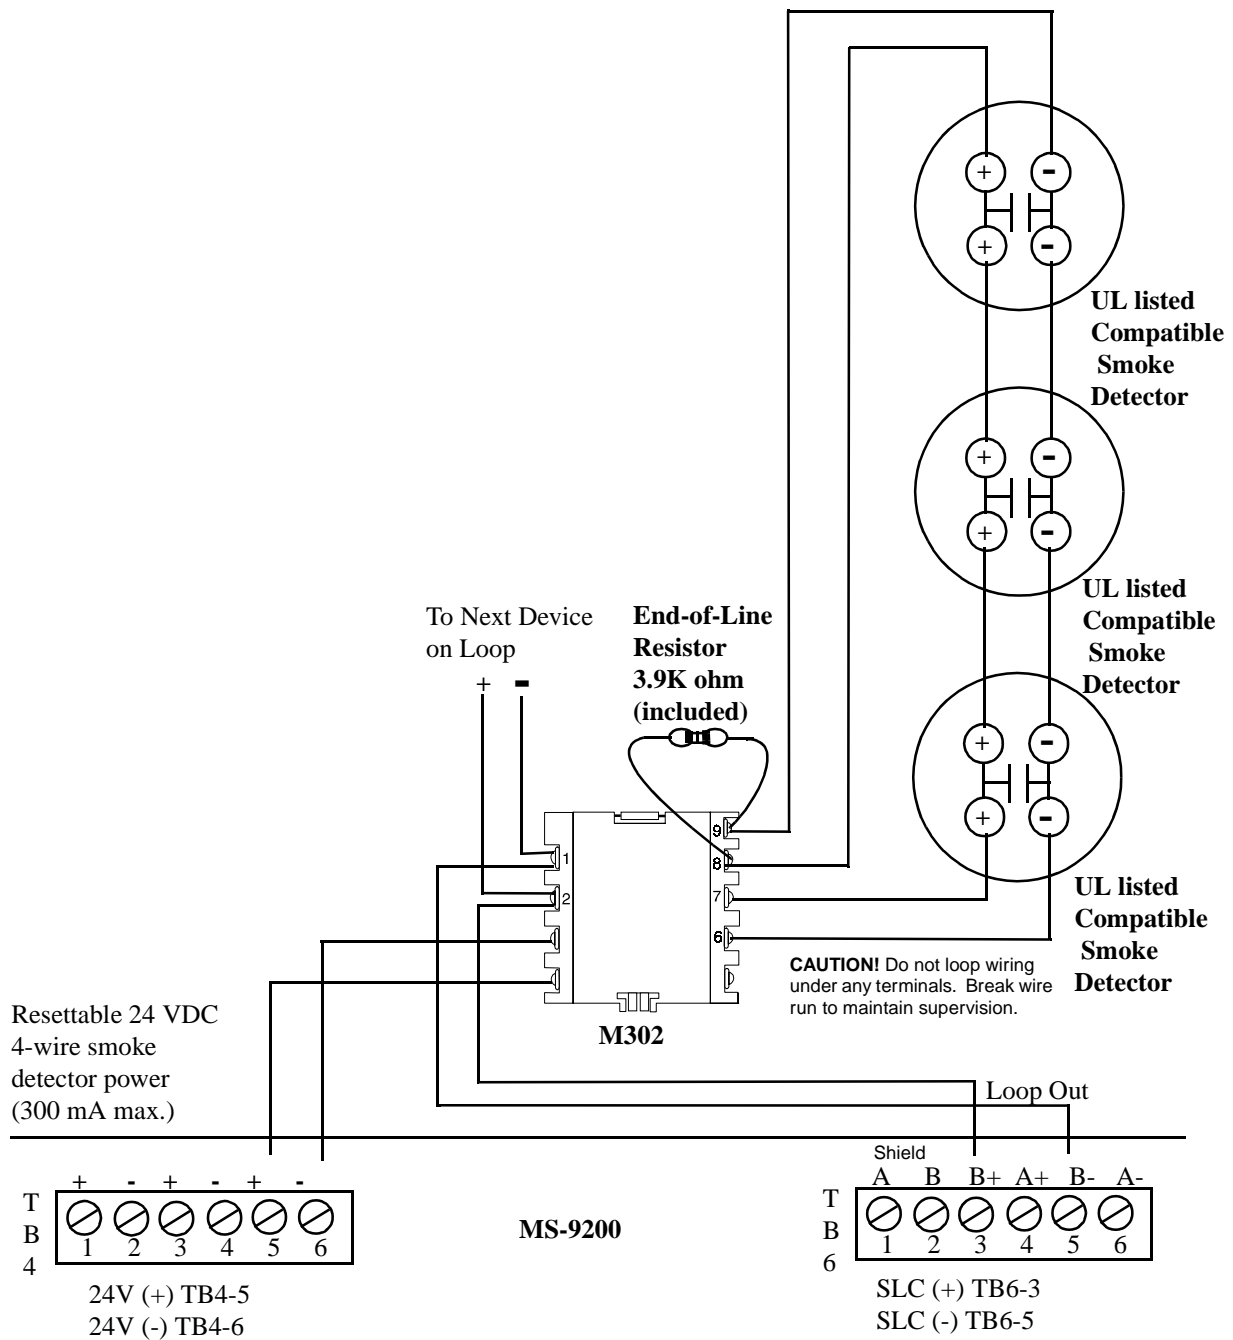 + -
+ -
UL listed
Compatible
Smoke
Detector
+ -
+ -
UL listed
Compatible
Smoke
Detector
+ -
+ -
UL listed
Compatible
Smoke
Detector
To Next Device
on Loop
+ -
End-of-Line
Resistor
3.9K ohm
(included)
1
2
9
8
7
6
M302
CAUTION! Do not loop wiring
under any terminals. Break wire
run to maintain supervision.
Resettable 24 VDC
4-wire smoke
detector power
(300 mA max.)
Loop Out
+ - + - + -
TB4
1 2 3 4 5 6
24V (+) TB4-5
24V (-) TB4-6
MS-9200
Shield
A B B+ A+ B- A-
TB6
1 2 3 4 5 6
SLC (+) TB6-3
SLC (-) TB6-5